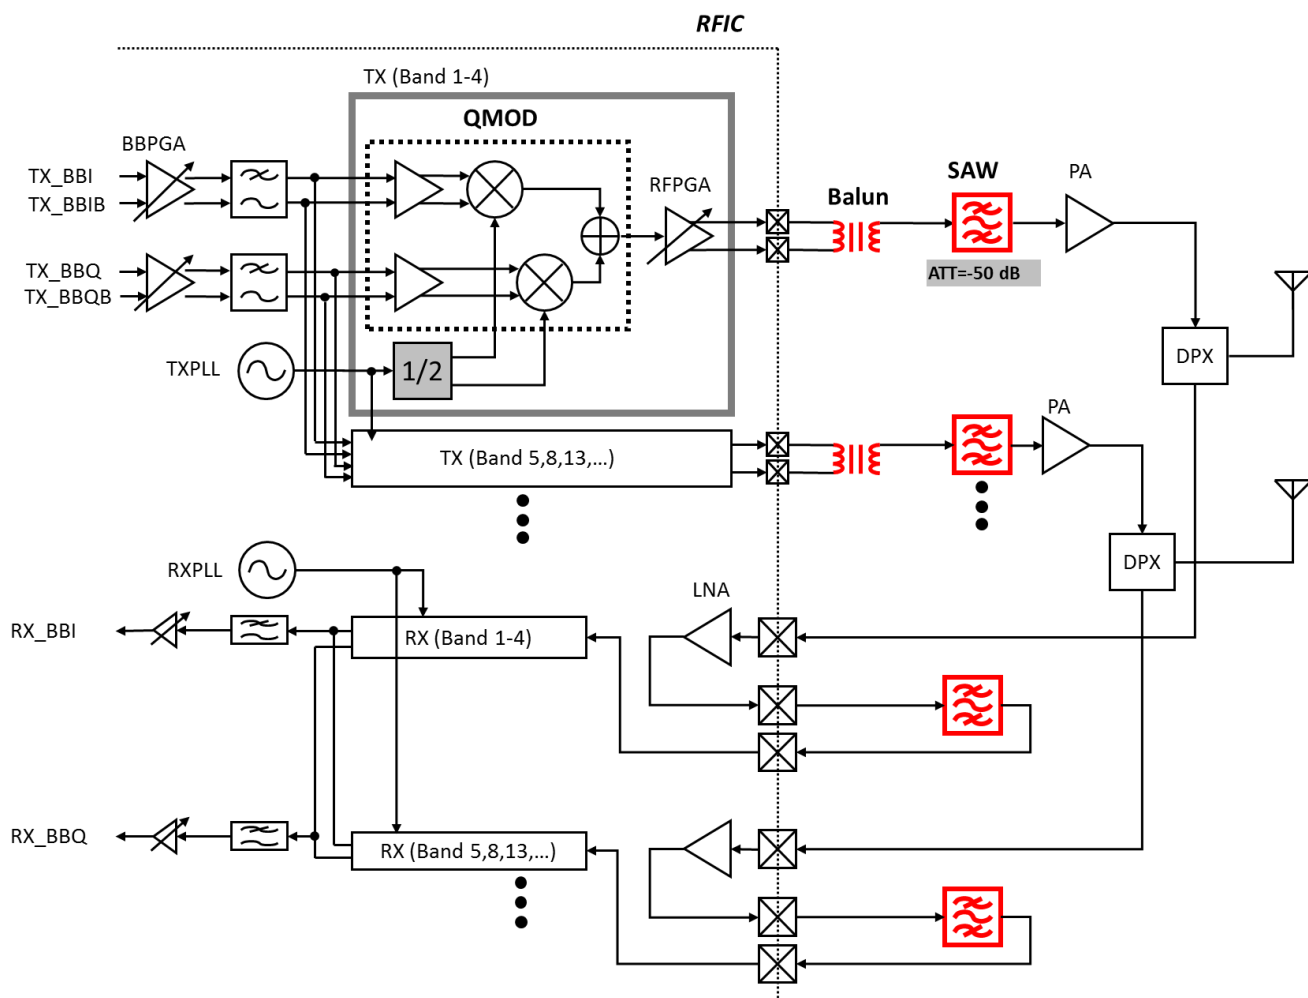 RFIC
TX (Band 1-4)
QMOD
BBPGA
TX_BBI
TX_BBIB
RFPGA
Balun
SAW
PA
TX_BBQ
TX_BBQB
ATT=-50 dB
TXPLL
1/2
DPX
PA
TX (Band 5,8,13,...)
DPX
RXPLL
LNA
RX_BBI
RX (Band 1-4)
RX_BBQ
RX (Band 5,8,13,...)